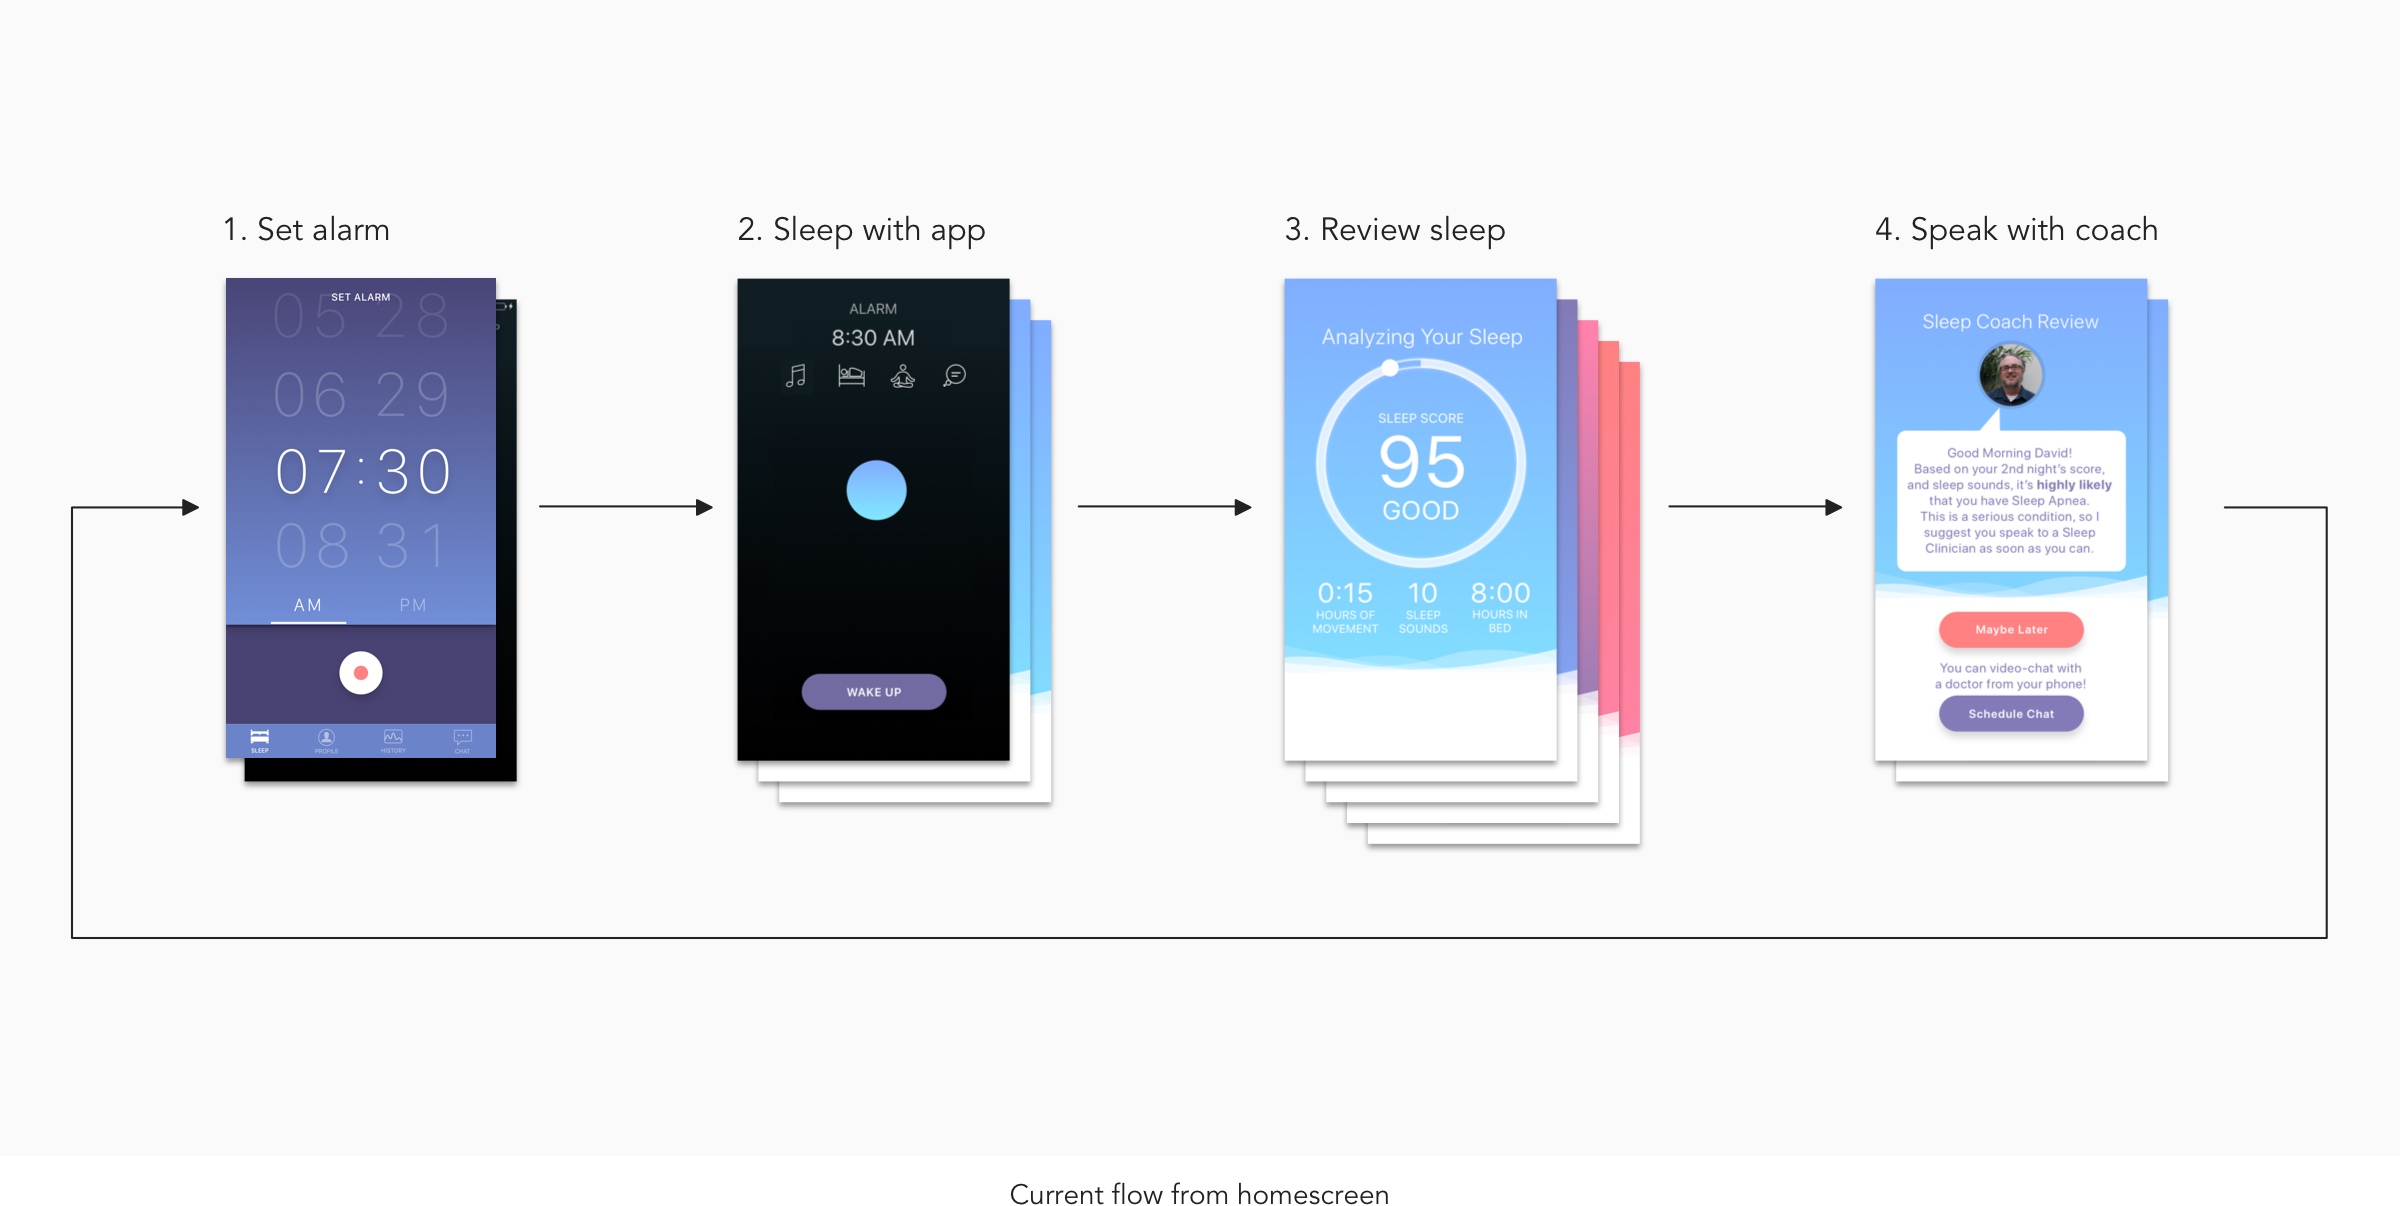 1. Set alarm
2. Sleep with app
3. Review sleep
4. Speak with coach
SET ALARM
05 28
06 29
07:30
08 31
AM PM
SLEEP PROFILE HISTORY CHAT
ALARM
8:30 AM
WAKE UP
Analyzing Your Sleep
SLEEP SCORE
95
GOOD
0:15 10 8:00
HOURS OF SLEEP HOURS IN
MOVEMENT SOUNDS BED
Sleep Coach Review
Good Morning David!
Based on your 2nd night's score,
and sleep sounds, it's highly likely
that you have Sleep Apnea.
This is a serious condition, so I
suggest you speak to a Sleep
Clinician as soon as you can.
Maybe Later
You can video-chat with
a doctor from your phone!
Schedule Chat
Current flow from homescreen